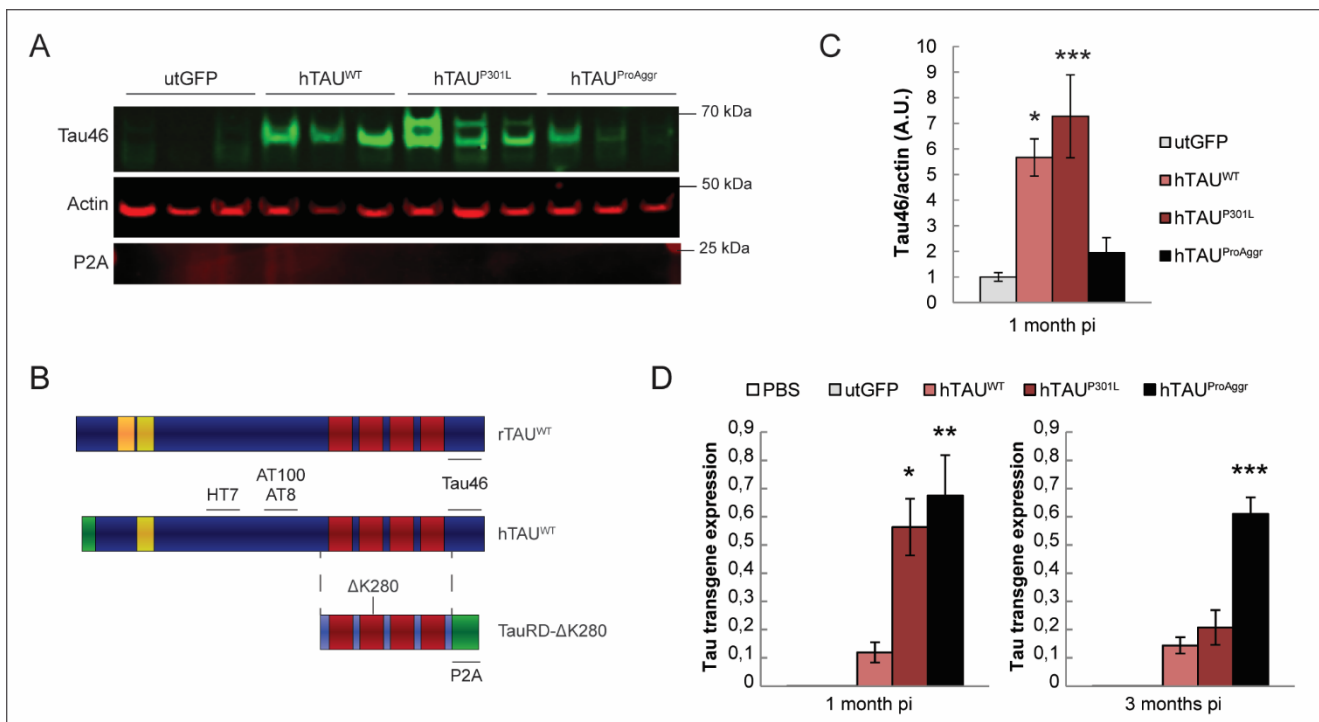 A
utGFP hTAUWT hTAUP301L hTAUProAggr
70 kDa
Tau46
50 kDa
Actin
25 kDa
P2A
C
Tau46/actin (A.U.)
10
9
8
7
6
5
4
3
2
1
0
*
***
1 month pi
utGFP
hTAUWT
hTAUP301L
hTAUProAggr
B
rTAUWT
Tau46
HT7
AT100
AT8
hTAUWT
ΔK280
TauRD-ΔK280
P2A
D
PBS utGFP hTAUWT hTAUP301L hTAUProAggr
Tau transgene expression
0,9
0,8
0,7
0,6
0,5
0,4
0,3
0,2
0,1
0
*
**
1 month pi
Tau transgene expression
0,9
0,8
0,7
0,6
0,5
0,4
0,3
0,2
0,1
0
***
3 months pi